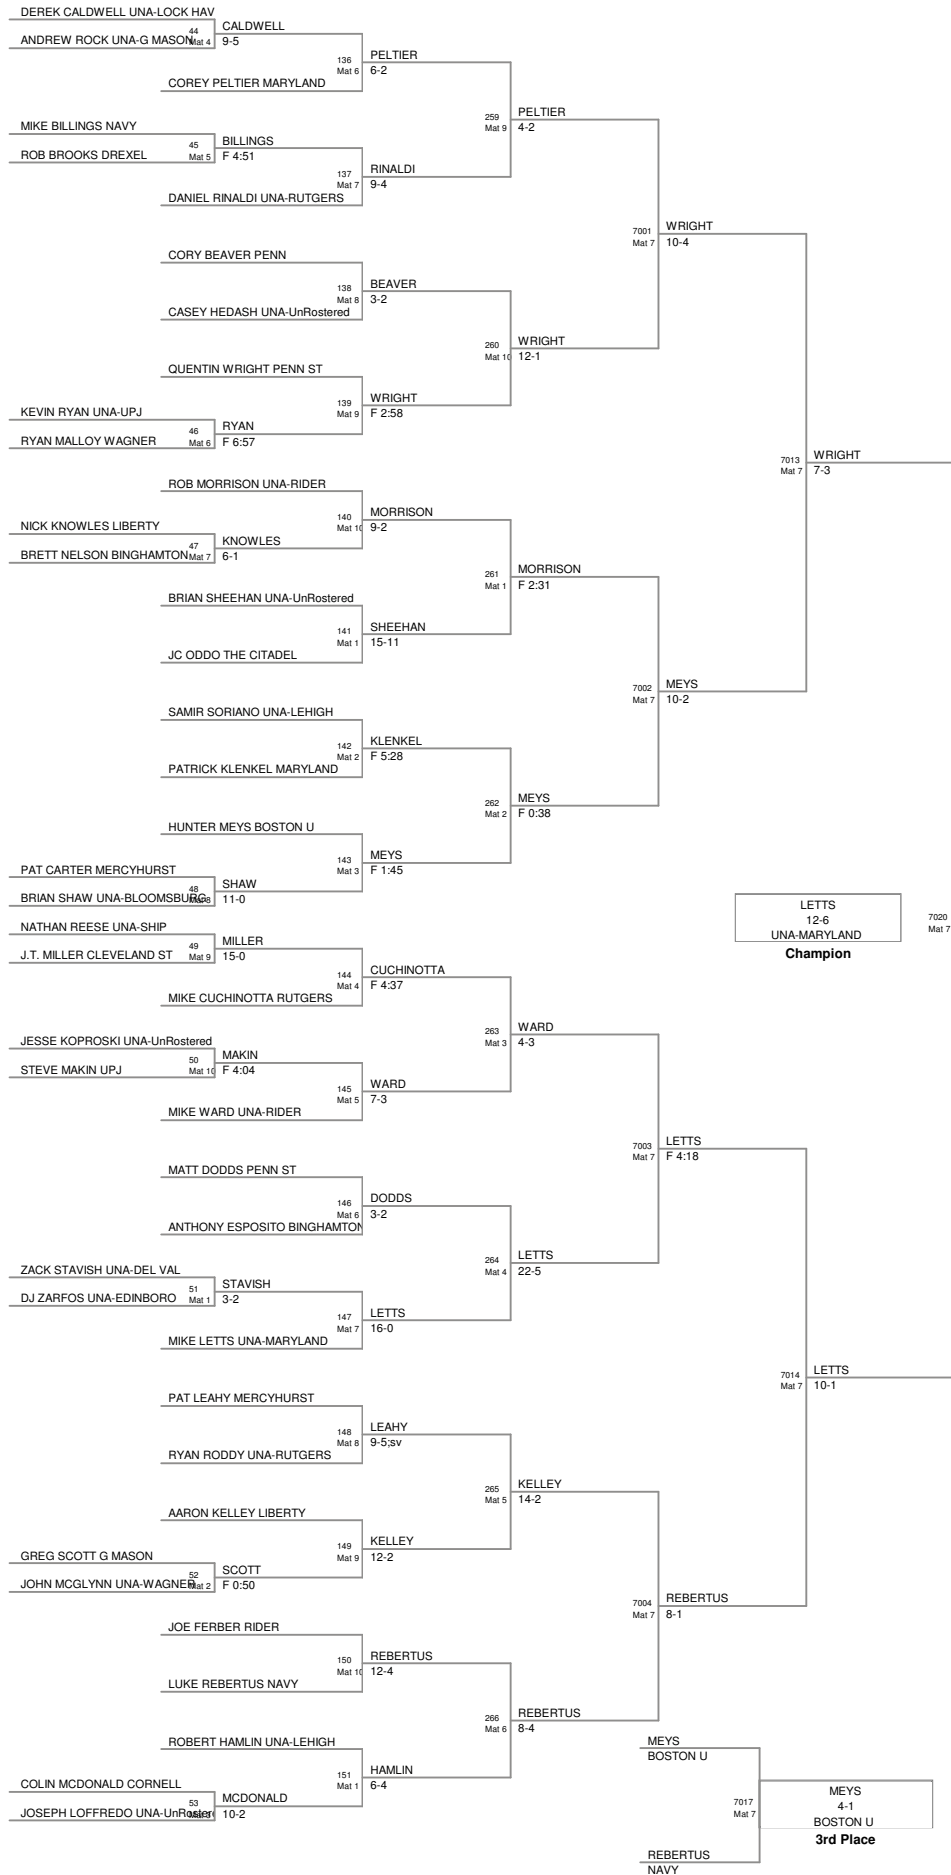 DEREK CALDWELL UNA-LOCK HAV
44 CALDWELL
ANDREW ROCK UNA-G MASON Mat 4 9-5
136 PELTIER
Mat 6 6-2
COREY PELTIER MARYLAND
259 PELTIER
Mat 9 4-2
MIKE BILLINGS NAVY
45 BILLINGS
ROB BROOKS DREXEL Mat 5 F 4:51
137 RINALDI
Mat 7 9-4
DANIEL RINALDI UNA-RUTGERS
7001 WRIGHT
Mat 7 10-4
CORY BEAVER PENN
138 BEAVER
Mat 8 3-2
CASEY HEDASH UNA-UnRostered
260 WRIGHT
Mat 10 12-1
QUENTIN WRIGHT PENN ST
139 WRIGHT
Mat 9 F 2:58
KEVIN RYAN UNA-UPJ
46 RYAN
RYAN MALLOY WAGNER Mat 6 F 6:57
7013 WRIGHT
Mat 7 7-3
ROB MORRISON UNA-RIDER
140 MORRISON
Mat 10 9-2
NICK KNOWLES LIBERTY
47 KNOWLES
BRETT NELSON BINGHAMTON Mat 7 6-1
261 MORRISON
Mat 1 F 2:31
BRIAN SHEEHAN UNA-UnRostered
141 SHEEHAN
Mat 1 15-11
JC ODDO THE CITADEL
7002 MEYS
Mat 7 10-2
SAMIR SORIANO UNA-LEHIGH
142 KLENKEL
Mat 2 F 5:28
PATRICK KLENKEL MARYLAND
262 MEYS
Mat 2 F 0:38
HUNTER MEYS BOSTON U
143 MEYS
Mat 3 F 1:45
PAT CARTER MERCYHURST
48 SHAW
BRIAN SHAW UNA-BLOOMSBURG Mat 8 11-0
LETTS
12-6
UNA-MARYLAND
Champion
7020
Mat 7
NATHAN REESE UNA-SHIP
49 MILLER
J.T. MILLER CLEVELAND ST Mat 9 15-0
144 CUCHINOTTA
Mat 4 F 4:37
MIKE CUCHINOTTA RUTGERS
263 WARD
Mat 3 4-3
JESSE KOPROSKI UNA-UnRostered
50 MAKIN
STEVE MAKIN UPJ Mat 10 F 4:04
145 WARD
Mat 5 7-3
MIKE WARD UNA-RIDER
7003 LETTS
Mat 7 F 4:18
MATT DODDS PENN ST
146 DODDS
Mat 6 3-2
ANTHONY ESPOSITO BINGHAMTON
264 LETTS
Mat 4 22-5
ZACK STAVISH UNA-DEL VAL
51 STAVISH
DJ ZARFOS UNA-EDINBORO Mat 1 3-2
147 LETTS
Mat 7 16-0
MIKE LETTS UNA-MARYLAND
7014 LETTS
Mat 7 10-1
PAT LEAHY MERCYHURST
148 LEAHY
Mat 8 9-5;sv
RYAN RODDY UNA-RUTGERS
265 KELLEY
Mat 5 14-2
AARON KELLEY LIBERTY
149 KELLEY
Mat 9 12-2
GREG SCOTT G MASON
52 SCOTT
JOHN MCGLYNN UNA-WAGNER Mat 2 F 0:50
7004 REBERTUS
Mat 7 8-1
JOE FERBER RIDER
150 REBERTUS
Mat 10 12-4
LUKE REBERTUS NAVY
266 REBERTUS
Mat 6 8-4
ROBERT HAMLIN UNA-LEHIGH
151 HAMLIN
Mat 1 6-4
COLIN MCDONALD CORNELL
53 MCDONALD
JOSEPH LOFFREDO UNA-UnRostere 10-2
MEYS
BOSTON U
7017
Mat 7
MEYS
4-1
BOSTON U
3rd Place
REBERTUS
NAVY